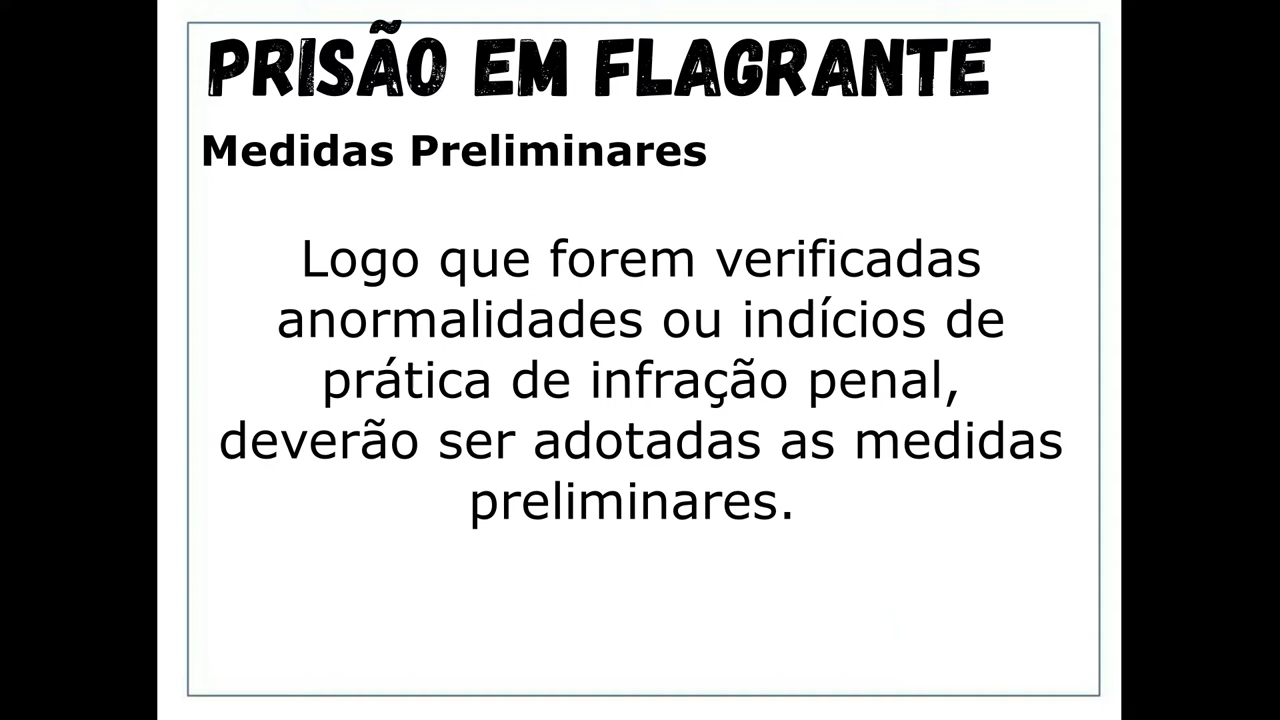 PRISÃO EM FLAGRANTE
Medidas Preliminares
Logo que forem verificadas
anormalidades ou indícios de
prática de infração penal,
deverão ser adotadas as medidas
preliminares.